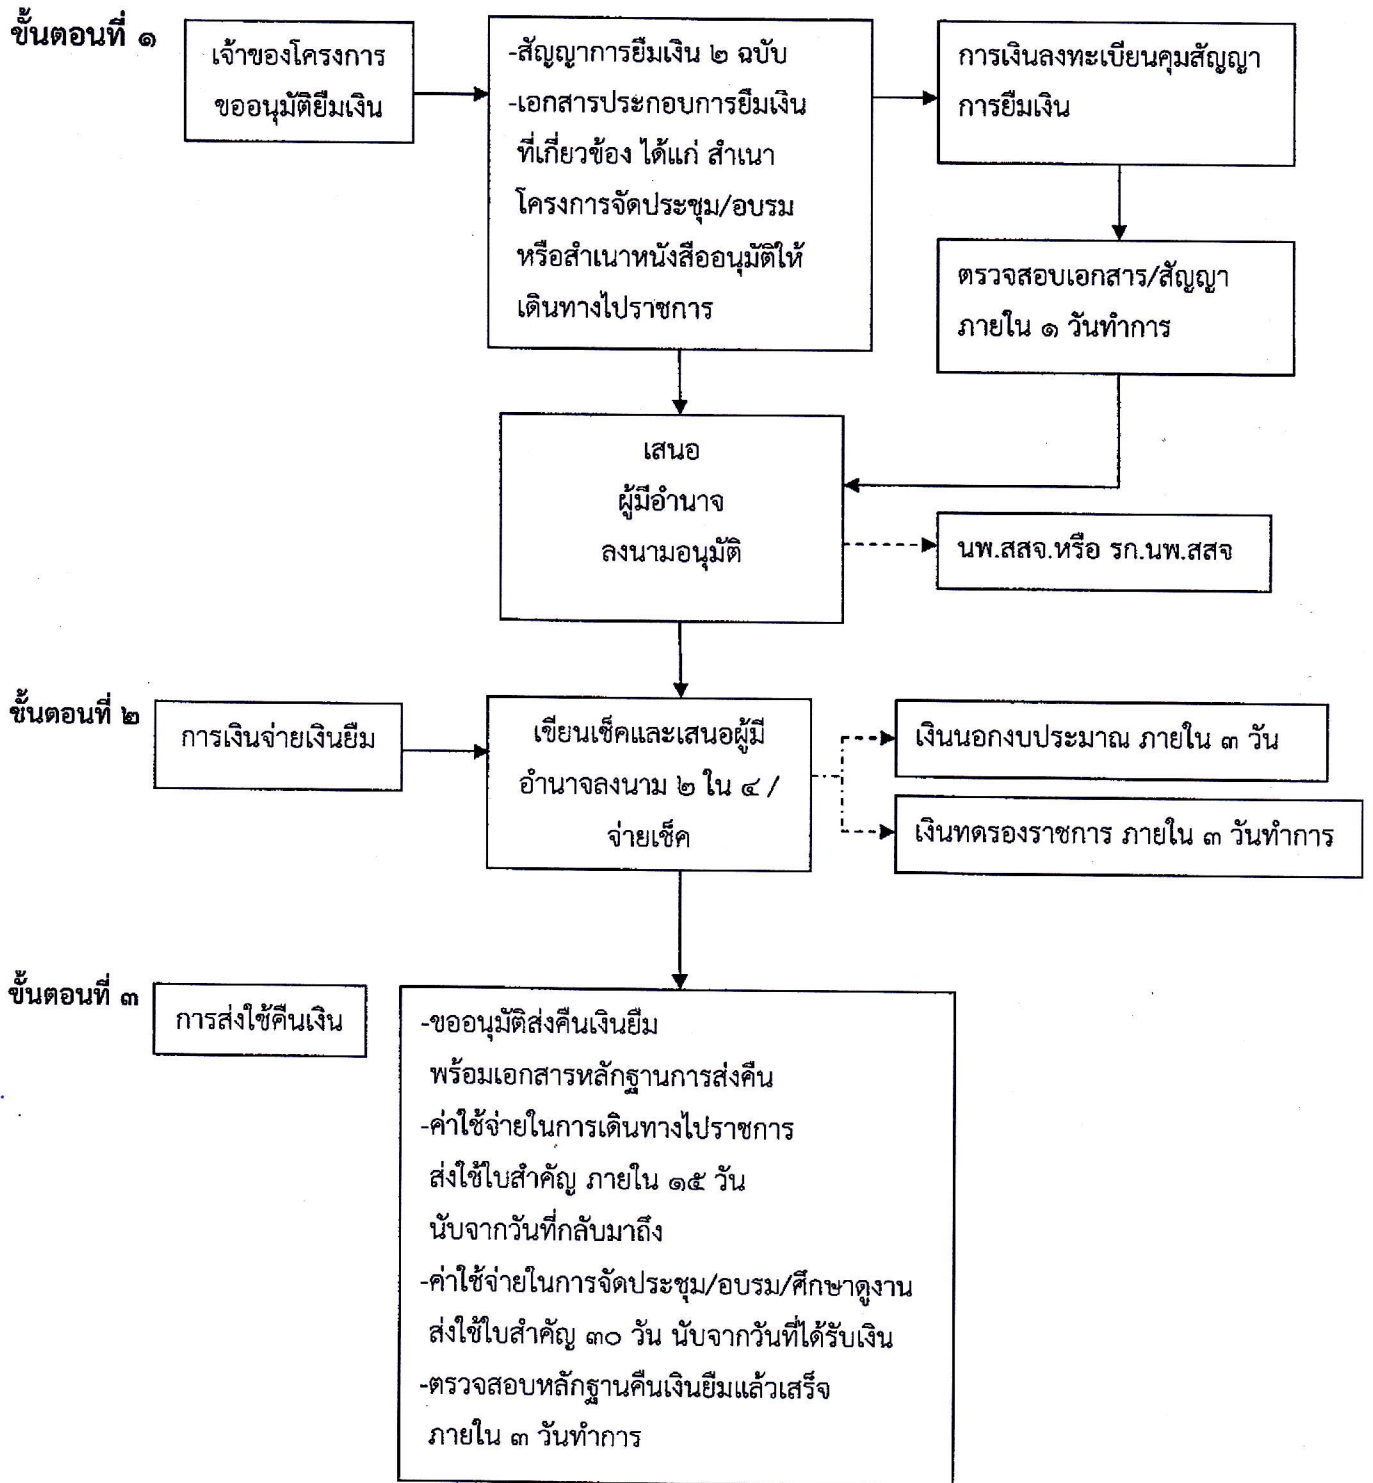 ขั้นตอนที่ ๑
เจ้าของโครงการ
ขออนุมัติยืมเงิน
-สัญญาการยืมเงิน ๒ ฉบับ
-เอกสารประกอบการยืมเงิน
ที่เกี่ยวข้อง ได้แก่ สำเนา
โครงการจัดประชุม/อบรม
หรือสำเนาหนังสืออนุมัติให้
เดินทางไปราชการ
การเงินลงทะเบียนคุมสัญญา
การยืมเงิน
ตรวจสอบเอกสาร/สัญญา
ภายใน ๑ วันทำการ
เสนอ
ผู้มีอำนาจ
ลงนามอนุมัติ
นพ.สสจ.หรือ รก.นพ.สสจ
ขั้นตอนที่ ๒
การเงินจ่ายเงินยืม
เขียนเช็คและเสนอผู้มี
อำนาจลงนาม ๒ ใน ๔ /
จ่ายเช็ค
เงินนอกงบประมาณ ภายใน ๓ วัน
เงินทดรองราชการ ภายใน ๓ วันทำการ
ขั้นตอนที่ ๓
การส่งใช้คืนเงิน
-ขออนุมัติส่งคืนเงินยืม
พร้อมเอกสารหลักฐานการส่งคืน
-ค่าใช้จ่ายในการเดินทางไปราชการ
ส่งใช้ใบสำคัญ ภายใน ๑๕ วัน
นับจากวันที่กลับมาถึง
-ค่าใช้จ่ายในการจัดประชุม/อบรม/ศึกษาดูงาน
ส่งใช้ใบสำคัญ ๓๐ วัน นับจากวันที่ได้รับเงิน
-ตรวจสอบหลักฐานคืนเงินยืมแล้วเสร็จ
ภายใน ๓ วันทำการ